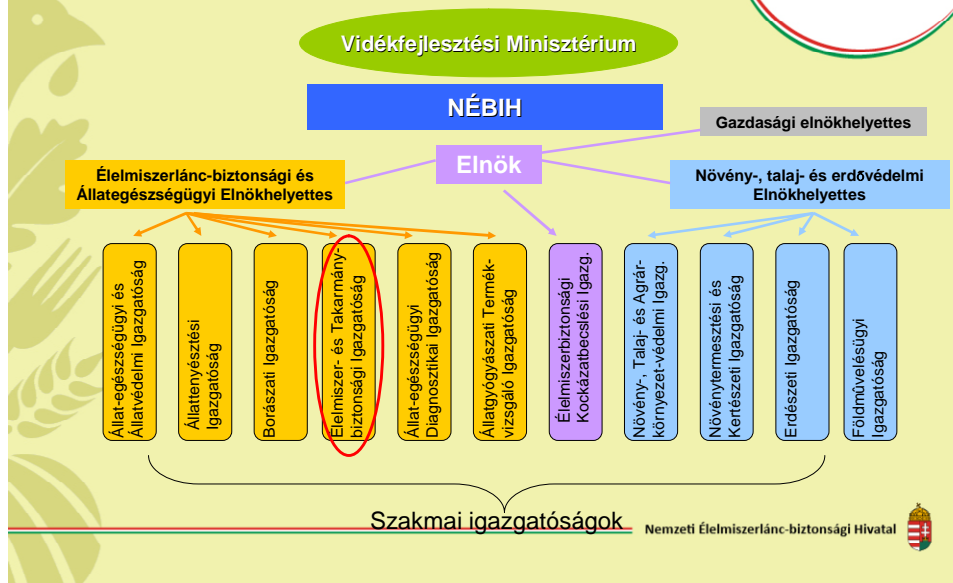 Vidékfejlesztési Minisztérium
NÉBIH
Gazdasági elnökhelyettes
Elnök
Élelmiszerlánc-biztonsági és
Állategészségügyi Elnökhelyettes
Növény-, talaj- és erdővédelmi
Elnökhelyettes
Állat-egészségügyi és
Állatvédelmi Igazgatóság
Állattenyésztési
Igazgatóság
Borászati Igazgatóság
Élelmiszer- és Takarmány-
biztonsági Igazgatóság
Állat-egészségügyi
Diagnosztikai Igazgatóság
Állatgyógyászati Termék-
vizsgáló Igazgatóság
Élelmiszerbiztonsági
Kockázatbecslési Igazg.
Növény-, Talaj- és Agrár-
környezet-védelmi Igazg.
Növénytermesztési és
Kertészeti Igazgatóság
Erdészeti Igazgatóság
Földművelésügyi
Igazgatóság
Szakmai igazgatóságok
Nemzeti Élelmiszerlánc-biztonsági Hivatal